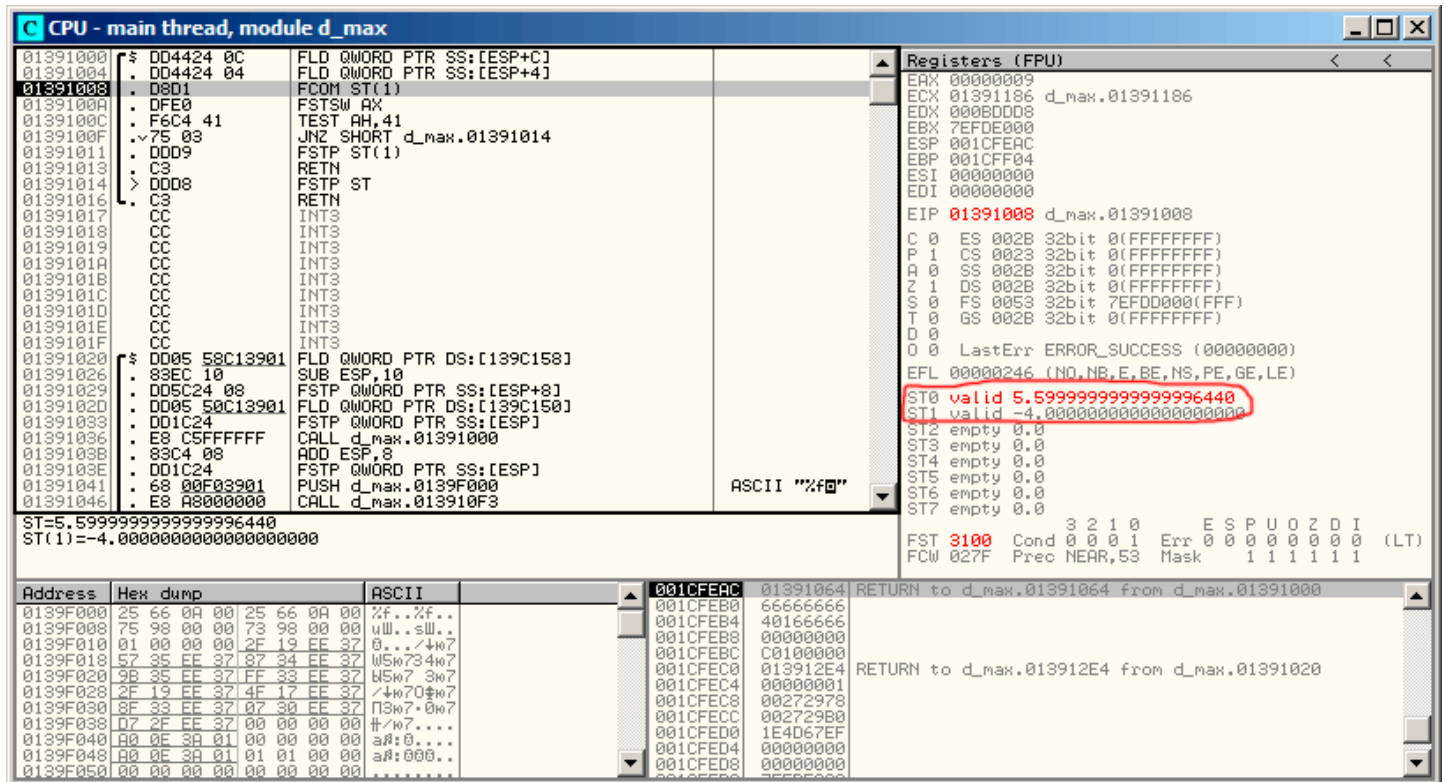 C CPU - main thread, module d_max
01391000 $ DD4424 0C FLD QWORD PTR SS:[ESP+C]
01391004 . DD4424 04 FLD QWORD PTR SS:[ESP+4]
01391008 . D8D1 FCOM ST(1)
0139100A . DFE0 FSTSW AX
0139100C . F6C4 41 TEST AH,41
0139100F .v75 03 JNZ SHORT d_max.01391014
01391011 . DDD9 FSTP ST(1)
01391013 . C3 RETN
01391014 > DDD8 FSTP ST
01391016 . C3 RETN
01391017 CC INT3
01391018 CC INT3
01391019 CC INT3
0139101A CC INT3
0139101B CC INT3
0139101C CC INT3
0139101D CC INT3
0139101E CC INT3
0139101F CC INT3
01391020 $ DD05 58C13901 FLD QWORD PTR DS:[139C158]
01391026 . 83EC 10 SUB ESP,10
01391029 . DD5C24 08 FSTP QWORD PTR SS:[ESP+8]
0139102D . DD05 50C13901 FLD QWORD PTR DS:[139C150]
01391033 . DD1C24 FSTP QWORD PTR SS:[ESP]
01391036 . E8 C5FFFFFF CALL d_max.01391000
0139103B . 83C4 08 ADD ESP,8
0139103E . DD1C24 FSTP QWORD PTR SS:[ESP]
01391041 . 68 00F03901 PUSH d_max.0139F000 ASCII "%f◙"
01391046 . E8 A8000000 CALL d_max.013910F3
ST=5.5999999999999996440
ST(1)=-4.0000000000000000000
Registers (FPU) < <
EAX 00000009
ECX 01391186 d_max.01391186
EDX 000BDDD8
EBX 7EFDE000
ESP 001CFEAC
EBP 001CFF04
ESI 00000000
EDI 00000000
EIP 01391008 d_max.01391008
C 0 ES 002B 32bit 0(FFFFFFFF)
P 1 CS 0023 32bit 0(FFFFFFFF)
A 0 SS 002B 32bit 0(FFFFFFFF)
Z 1 DS 002B 32bit 0(FFFFFFFF)
S 0 FS 0053 32bit 7EFDD000(FFF)
T 0 GS 002B 32bit 0(FFFFFFFF)
D 0
O 0 LastErr ERROR_SUCCESS (00000000)
EFL 00000246 (NO,NB,E,BE,NS,PE,GE,LE)
ST0 valid 5.5999999999999996440
ST1 valid -4.0000000000000000000
ST2 empty 0.0
ST3 empty 0.0
ST4 empty 0.0
ST5 empty 0.0
ST6 empty 0.0
ST7 empty 0.0
3 2 1 0 E S P U O Z D I
FST 3100 Cond 0 0 0 1 Err 0 0 0 0 0 0 0 0 (LT)
FCW 027F Prec NEAR,53 Mask 1 1 1 1 1 1
Address Hex dump ASCII
0139F000 25 66 0A 00 25 66 0A 00 %f..%f..
0139F008 75 98 00 00 73 98 00 00 uШ..sШ..
0139F010 01 00 00 00 2F 19 EE 37
0139F018 57 35 EE 37 87 34 EE 37 W5ю734ю7
0139F020 9B 35 EE 37 FF 33 EE 37
0139F028 2F 19 EE 37 4F 17 EE 37
0139F030 8F 33 EE 37 07 30 EE 37 П3ю7·0ю7
0139F038 D7 2F EE 37 00 00 00 00 ╫/ю7....
0139F040 A0 0E 3A 01 00 00 00 00
0139F048 A0 0E 3A 01 01 01 00 00
0139F050 00 00 00 00 00 00 00 00 ........
001CFEAC 01391064 RETURN to d_max.01391064 from d_max.01391000
001CFEB0 66666666
001CFEB4 40166666
001CFEB8 00000000
001CFEBC C0100000
001CFEC0 013912E4 RETURN to d_max.013912E4 from d_max.01391020
001CFEC4 00000001
001CFEC8 00272978
001CFECC 002729B0
001CFED0 1E4D67EF
001CFED4 00000000
001CFED8 00000000